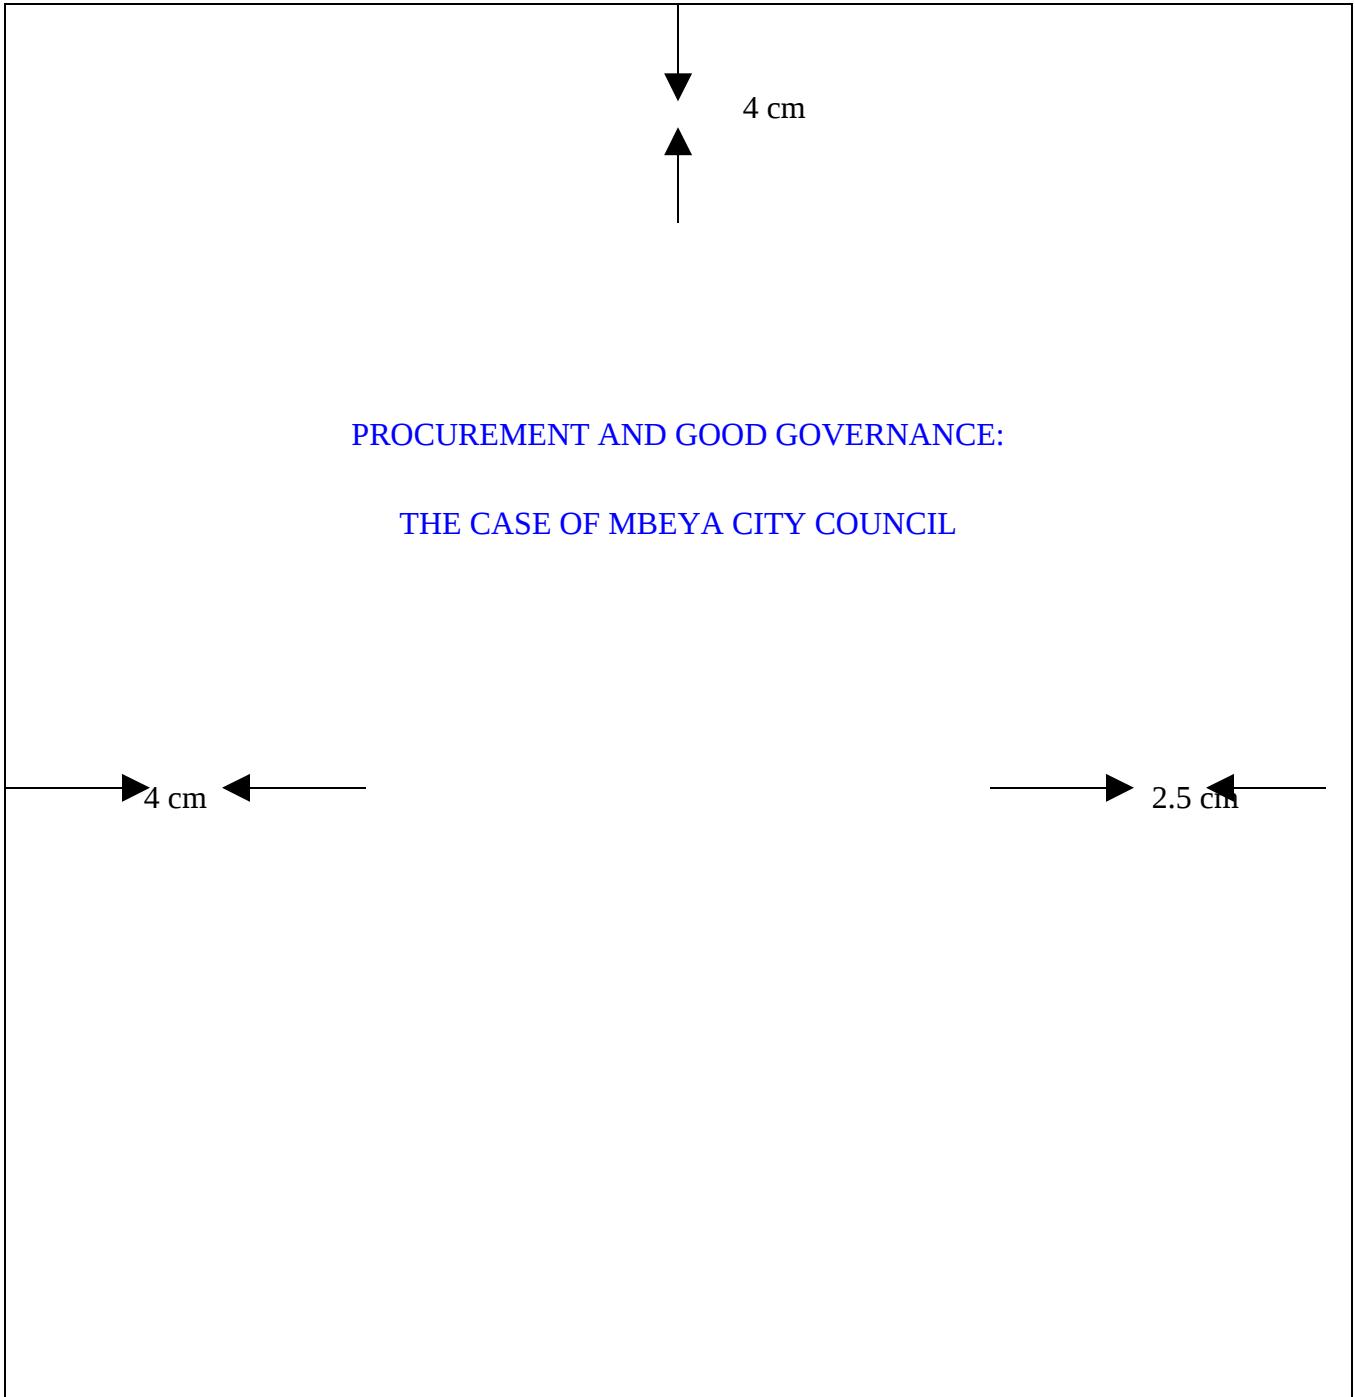 4 cm
PROCUREMENT AND GOOD GOVERNANCE:
THE CASE OF MBEYA CITY COUNCIL
4 cm
2.5 cm